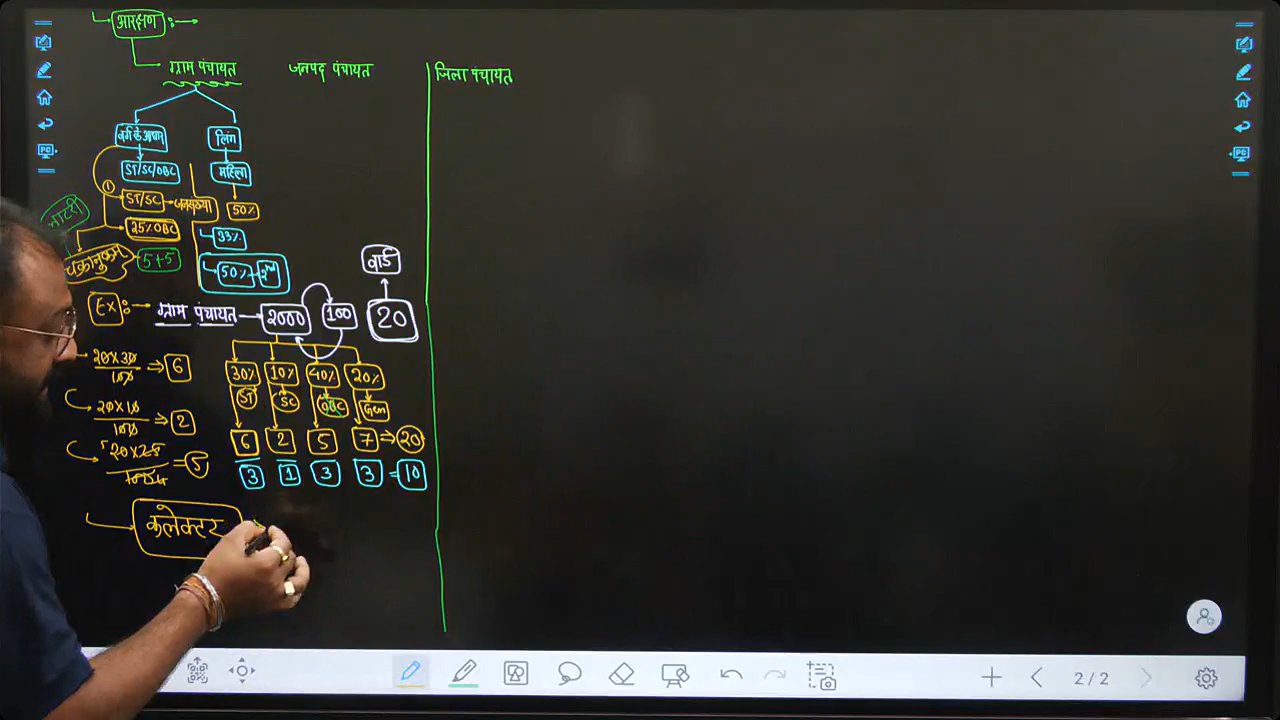 आरक्षण :→
ग्राम पंचायत जनपद पंचायत जिला पंचायत
वर्ग के आधार लिंग
ST/SC/OBC महिला
① ST/SC जनसंख्या 50%
25% OBC 33%
चक्रानुक्रम 5+5 50% 2nd
वार्ड
Ex :→ ग्राम पंचायत → 2000 100 20
20×30/100 ⇒ 6 30% 10% 40% 20%
ST SC OBC Gen
20×10/100 ⇒ 2
6 2 5 7 ⇒ 20
20×25/100 = 5 3 1 3 3 = 10
कलेक्टर
2/2